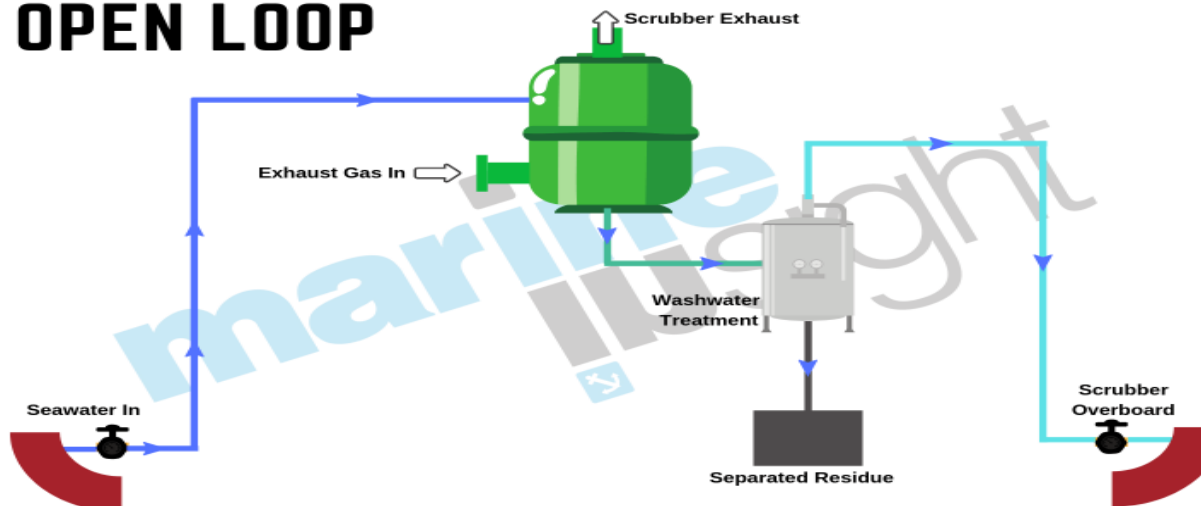 OPEN LOOP
Scrubber Exhaust
Exhaust Gas In
marine
insight
Washwater
Treatment
Seawater In
Scrubber
Overboard
Separated Residue